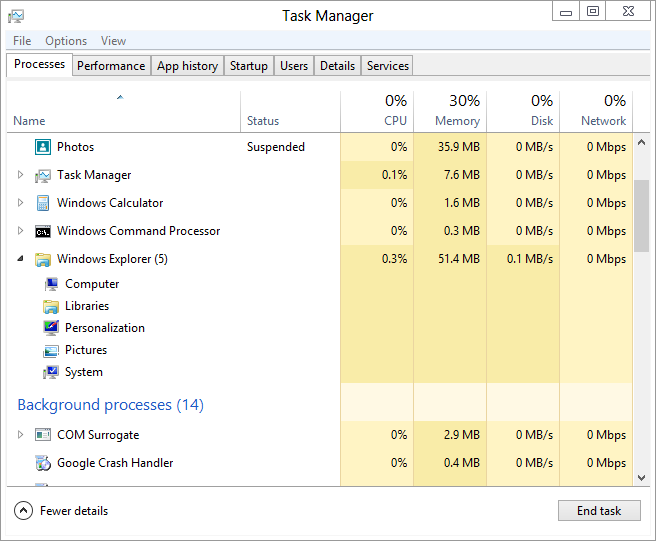 Task Manager
File Options View
Processes Performance App history Startup Users Details Services
0% 30% 0% 0%
Name Status CPU Memory Disk Network
Photos Suspended 0% 35.9 MB 0 MB/s 0 Mbps
Task Manager 0.1% 7.6 MB 0 MB/s 0 Mbps
Windows Calculator 0% 1.6 MB 0 MB/s 0 Mbps
C:\. Windows Command Processor 0% 0.3 MB 0 MB/s 0 Mbps
Windows Explorer (5) 0.3% 51.4 MB 0.1 MB/s 0 Mbps
Computer
Libraries
Personalization
Pictures
System
Background processes (14)
COM Surrogate 0% 2.9 MB 0 MB/s 0 Mbps
Google Crash Handler 0% 0.4 MB 0 MB/s 0 Mbps
Fewer details End task